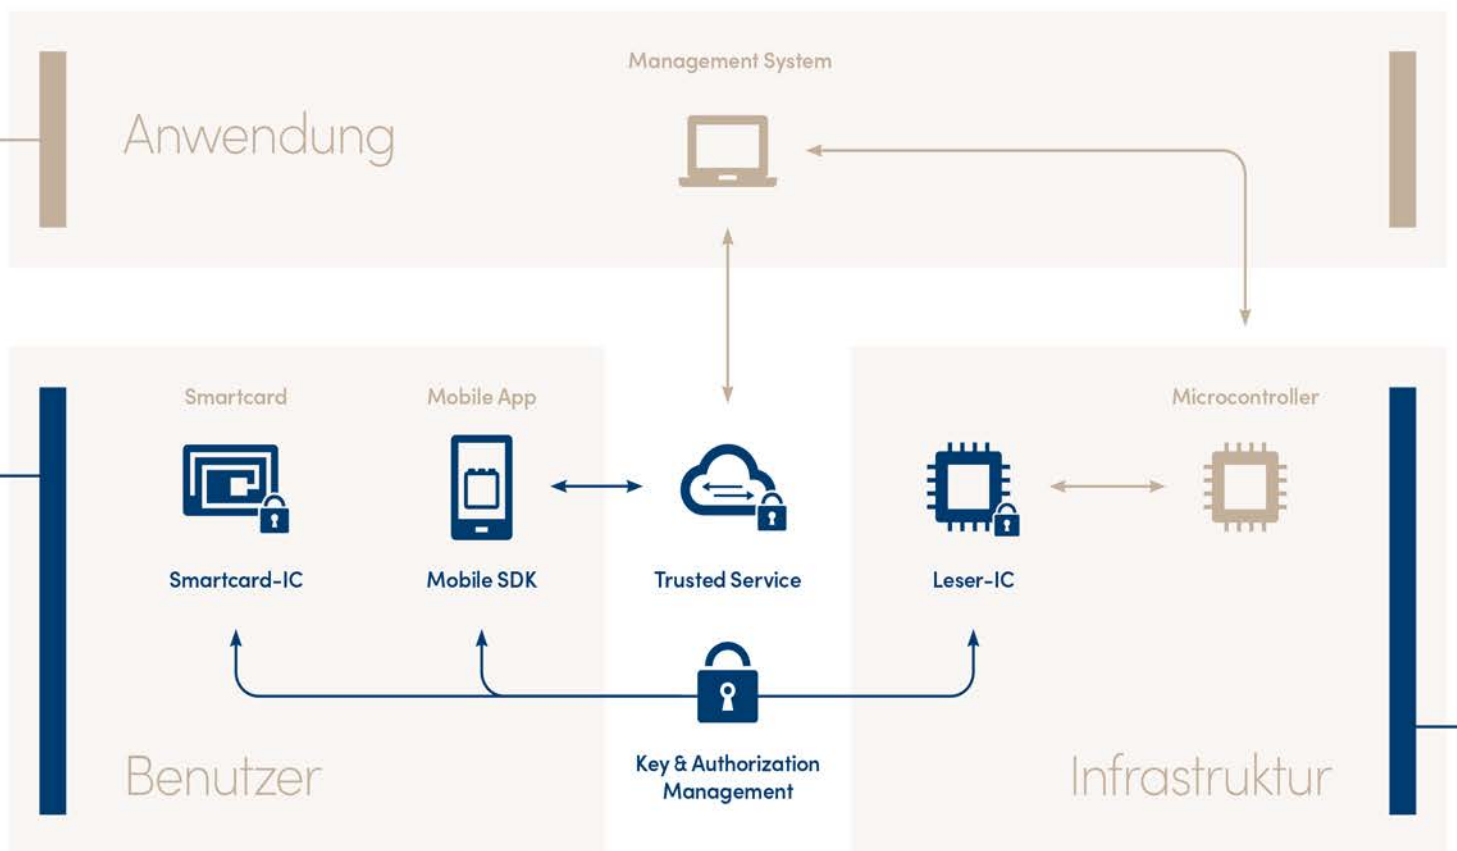 Management System
Anwendung
Smartcard
Mobile App
Microcontroller
Smartcard-IC
Mobile SDK
Trusted Service
Leser-IC
Key & Authorization
Management
Benutzer
Infrastruktur